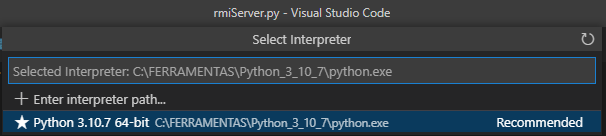 rmiServer.py - Visual Studio Code
Select Interpreter
Selected Interpreter: C:\FERRAMENTAS\Python_3_10_7\python.exe
+ Enter interpreter path...
★ Python 3.10.7 64-bit C:\FERRAMENTAS\Python_3_10_7\python.exe Recommended